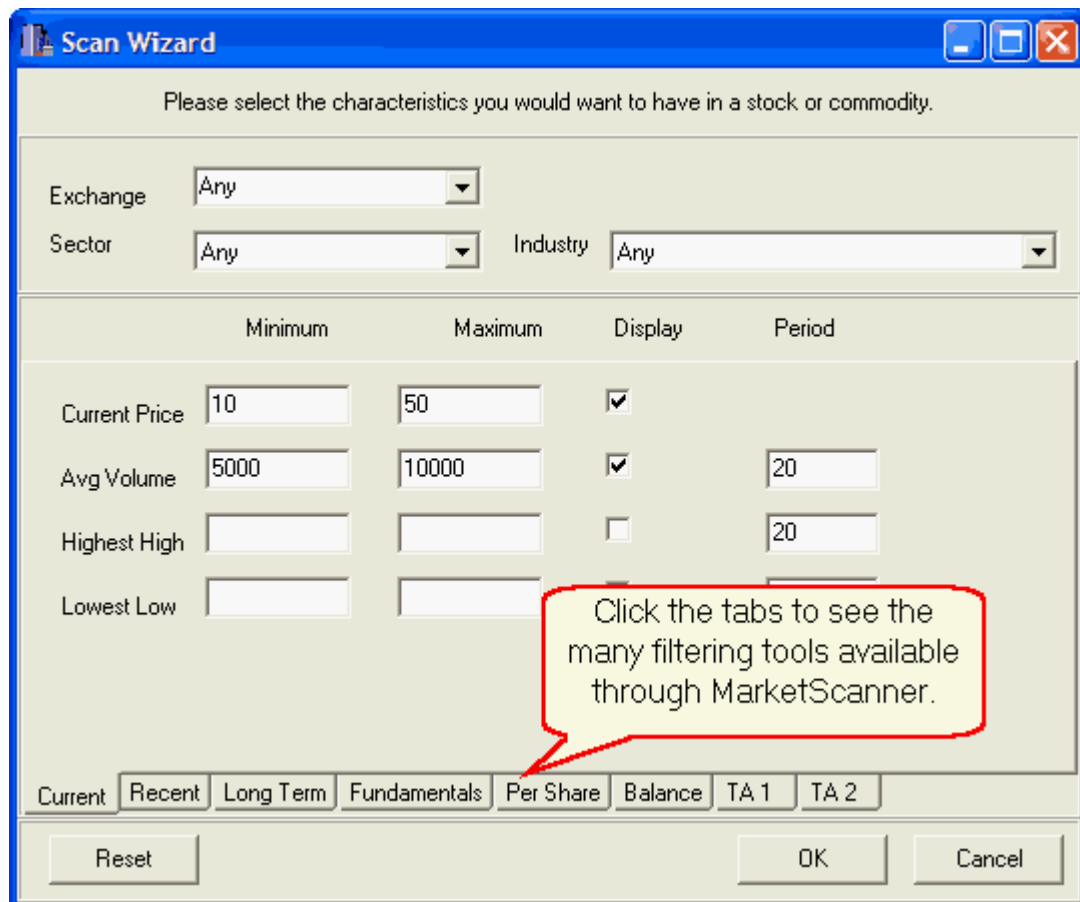 Scan Wizard
Please select the characteristics you would want to have in a stock or commodity.
Exchange Any
Sector Any Industry Any
Minimum Maximum Display Period
Current Price 10 50
Avg Volume 5000 10000 20
Highest High 20
Lowest Low
Click the tabs to see the
many filtering tools available
through MarketScanner.
Current Recent Long Term Fundamentals Per Share Balance TA 1 TA 2
Reset OK Cancel